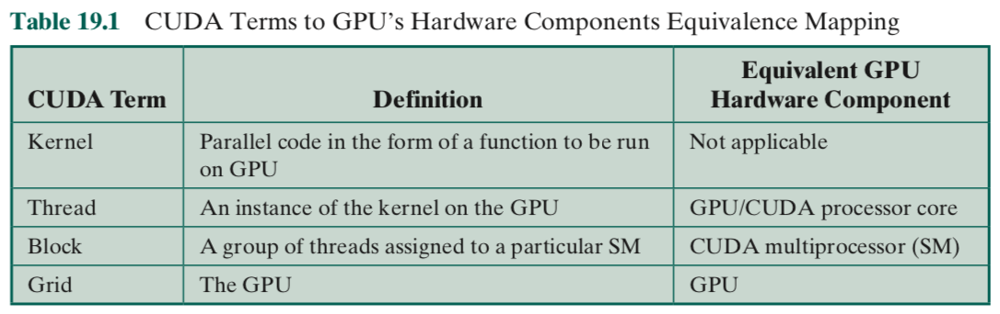 Table 19.1 CUDA Terms to GPU’s Hardware Components Equivalence Mapping
CUDA Term
Definition
Equivalent GPU
Hardware Component
Kernel
Parallel code in the form of a function to be run
on GPU
Not applicable
Thread
An instance of the kernel on the GPU
GPU/CUDA processor core
Block
A group of threads assigned to a particular SM
CUDA multiprocessor (SM)
Grid
The GPU
GPU